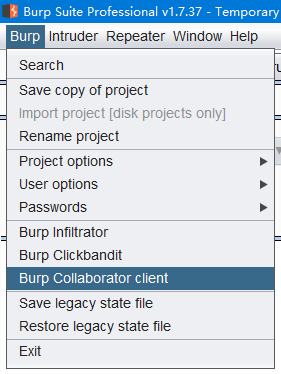 Burp Suite Professional v1.7.37 - Temporary
Burp Intruder Repeater Window Help
Search
Save copy of project
Import project [disk projects only]
Rename project
Project options
User options
Passwords
Burp Infiltrator
Burp Clickbandit
Burp Collaborator client
Save legacy state file
Restore legacy state file
Exit